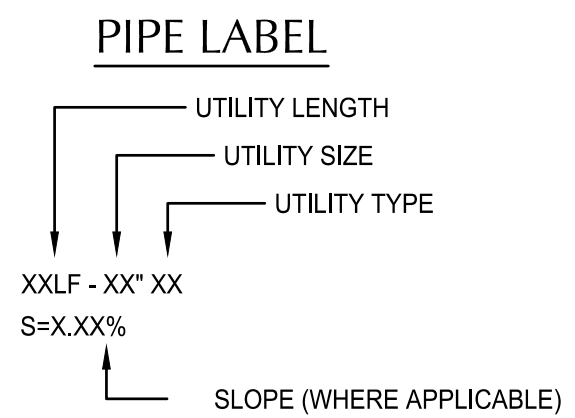 PIPE LABEL
UTILITY LENGTH
UTILITY SIZE
UTILITY TYPE
XXLF - XX" XX
S=X.XX%
SLOPE (WHERE APPLICABLE)